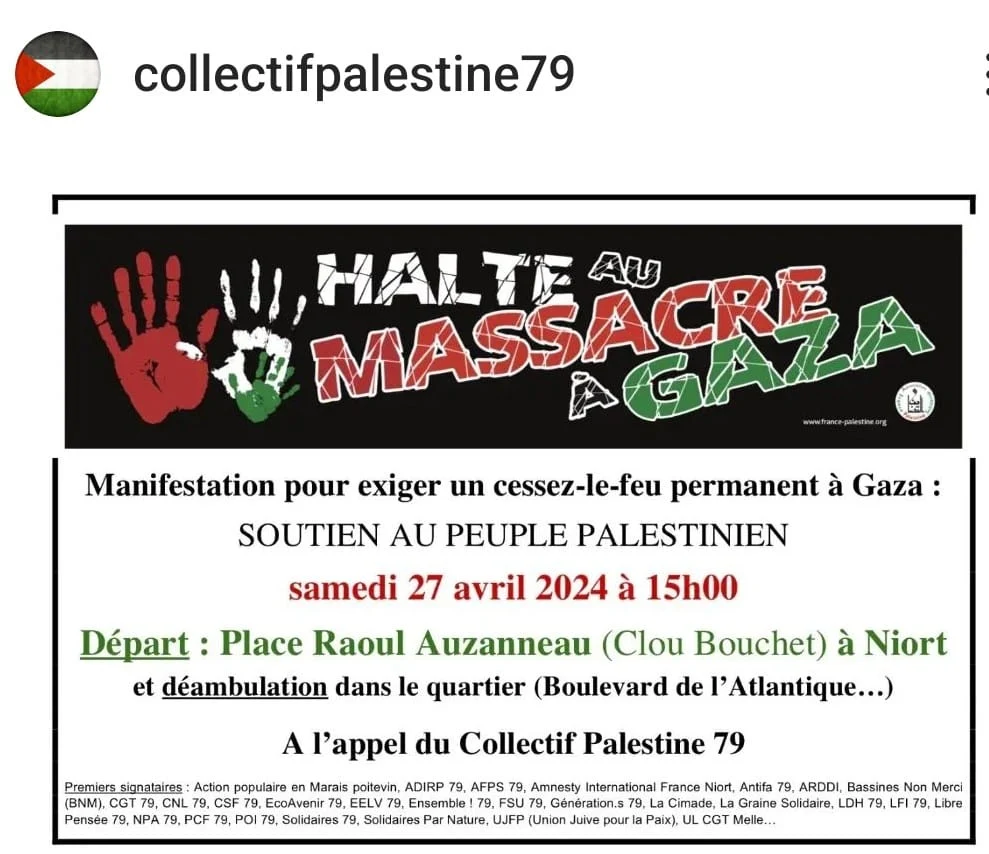 collectifpalestine79
HALTE AU
MASSACRE
À GAZA
www.france-palestine.org
Manifestation pour exiger un cessez-le-feu permanent à Gaza :
SOUTIEN AU PEUPLE PALESTINIEN
samedi 27 avril 2024 à 15h00
Départ : Place Raoul Auzanneau (Clou Bouchet) à Niort
et déambulation dans le quartier (Boulevard de l’Atlantique…)
A l’appel du Collectif Palestine 79
Premiers signataires : Action populaire en Marais poitevin, ADIRP 79, AFPS 79, Amnesty International France Niort, Antifa 79, ARDDI, Bassines Non Merci
(BNM), CGT 79, CNL 79, CSF 79, EcoAvenir 79, EELV 79, Ensemble ! 79, FSU 79, Génération.s 79, La Cimade, La Graine Solidaire, LDH 79, LFI 79, Libre
Pensée 79, NPA 79, PCF 79, POI 79, Solidaires 79, Solidaires Par Nature, UJFP (Union Juive pour la Paix), UL CGT Melle…